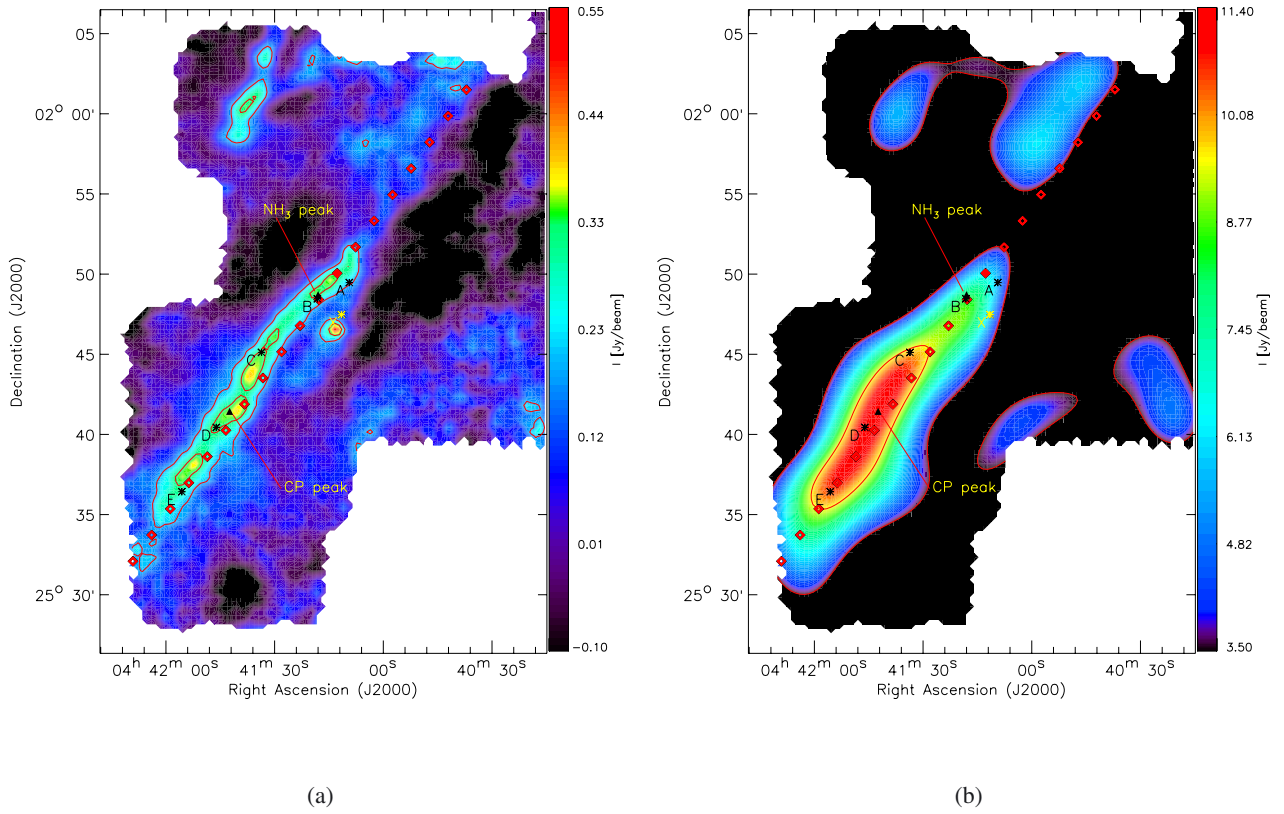 05'
02° 00'
55
50
45
40
35
25° 30'
Declination (J2000)
04ʰ 42ᵐ 00ˢ
41ᵐ 30ˢ
00ˢ
40ᵐ 30ˢ
Right Ascension (J2000)
NH₃ peak
A
B
C
D
E
CP peak
0.55
0.44
0.33
0.23
0.12
0.01
−0.10
I [Jy/beam]
(a)
05
02° 00'
55
50
45
40
35
25° 30'
Declination (J2000)
04ʰ 42ᵐ 00ˢ
41ᵐ 30ˢ
00ˢ
40ᵐ 30ˢ
Right Ascension (J2000)
NH₃ peak
A
B
X
C
D
E
CP peak
11.40
10.08
8.77
7.45
6.13
4.82
3.50
I [Jy/beam]
(b)